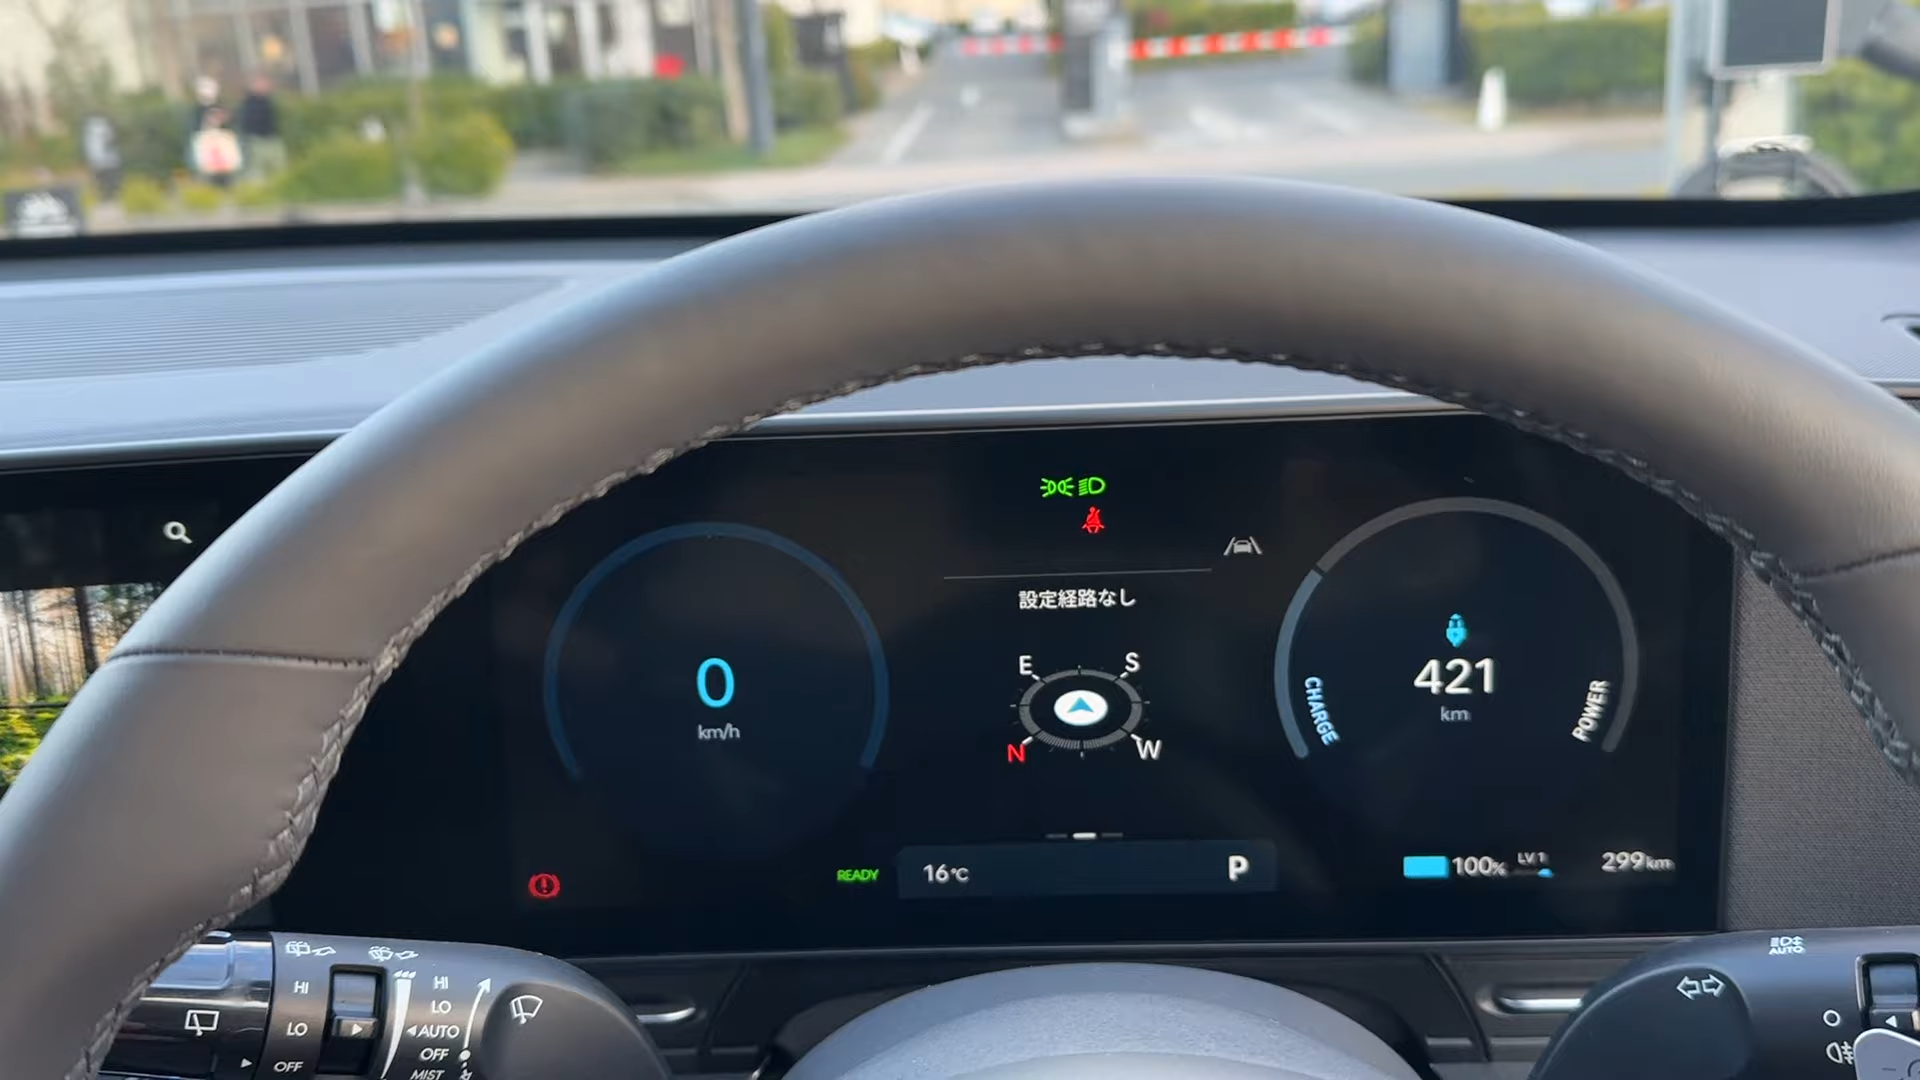 設定経路なし
E
S
N
W
0
km/h
421
km
CHARGE
POWER
READY
16°C
P
100%
LV 1
299km
HI
LO
OFF
HI
LO
AUTO
OFF
MIST
AUTO